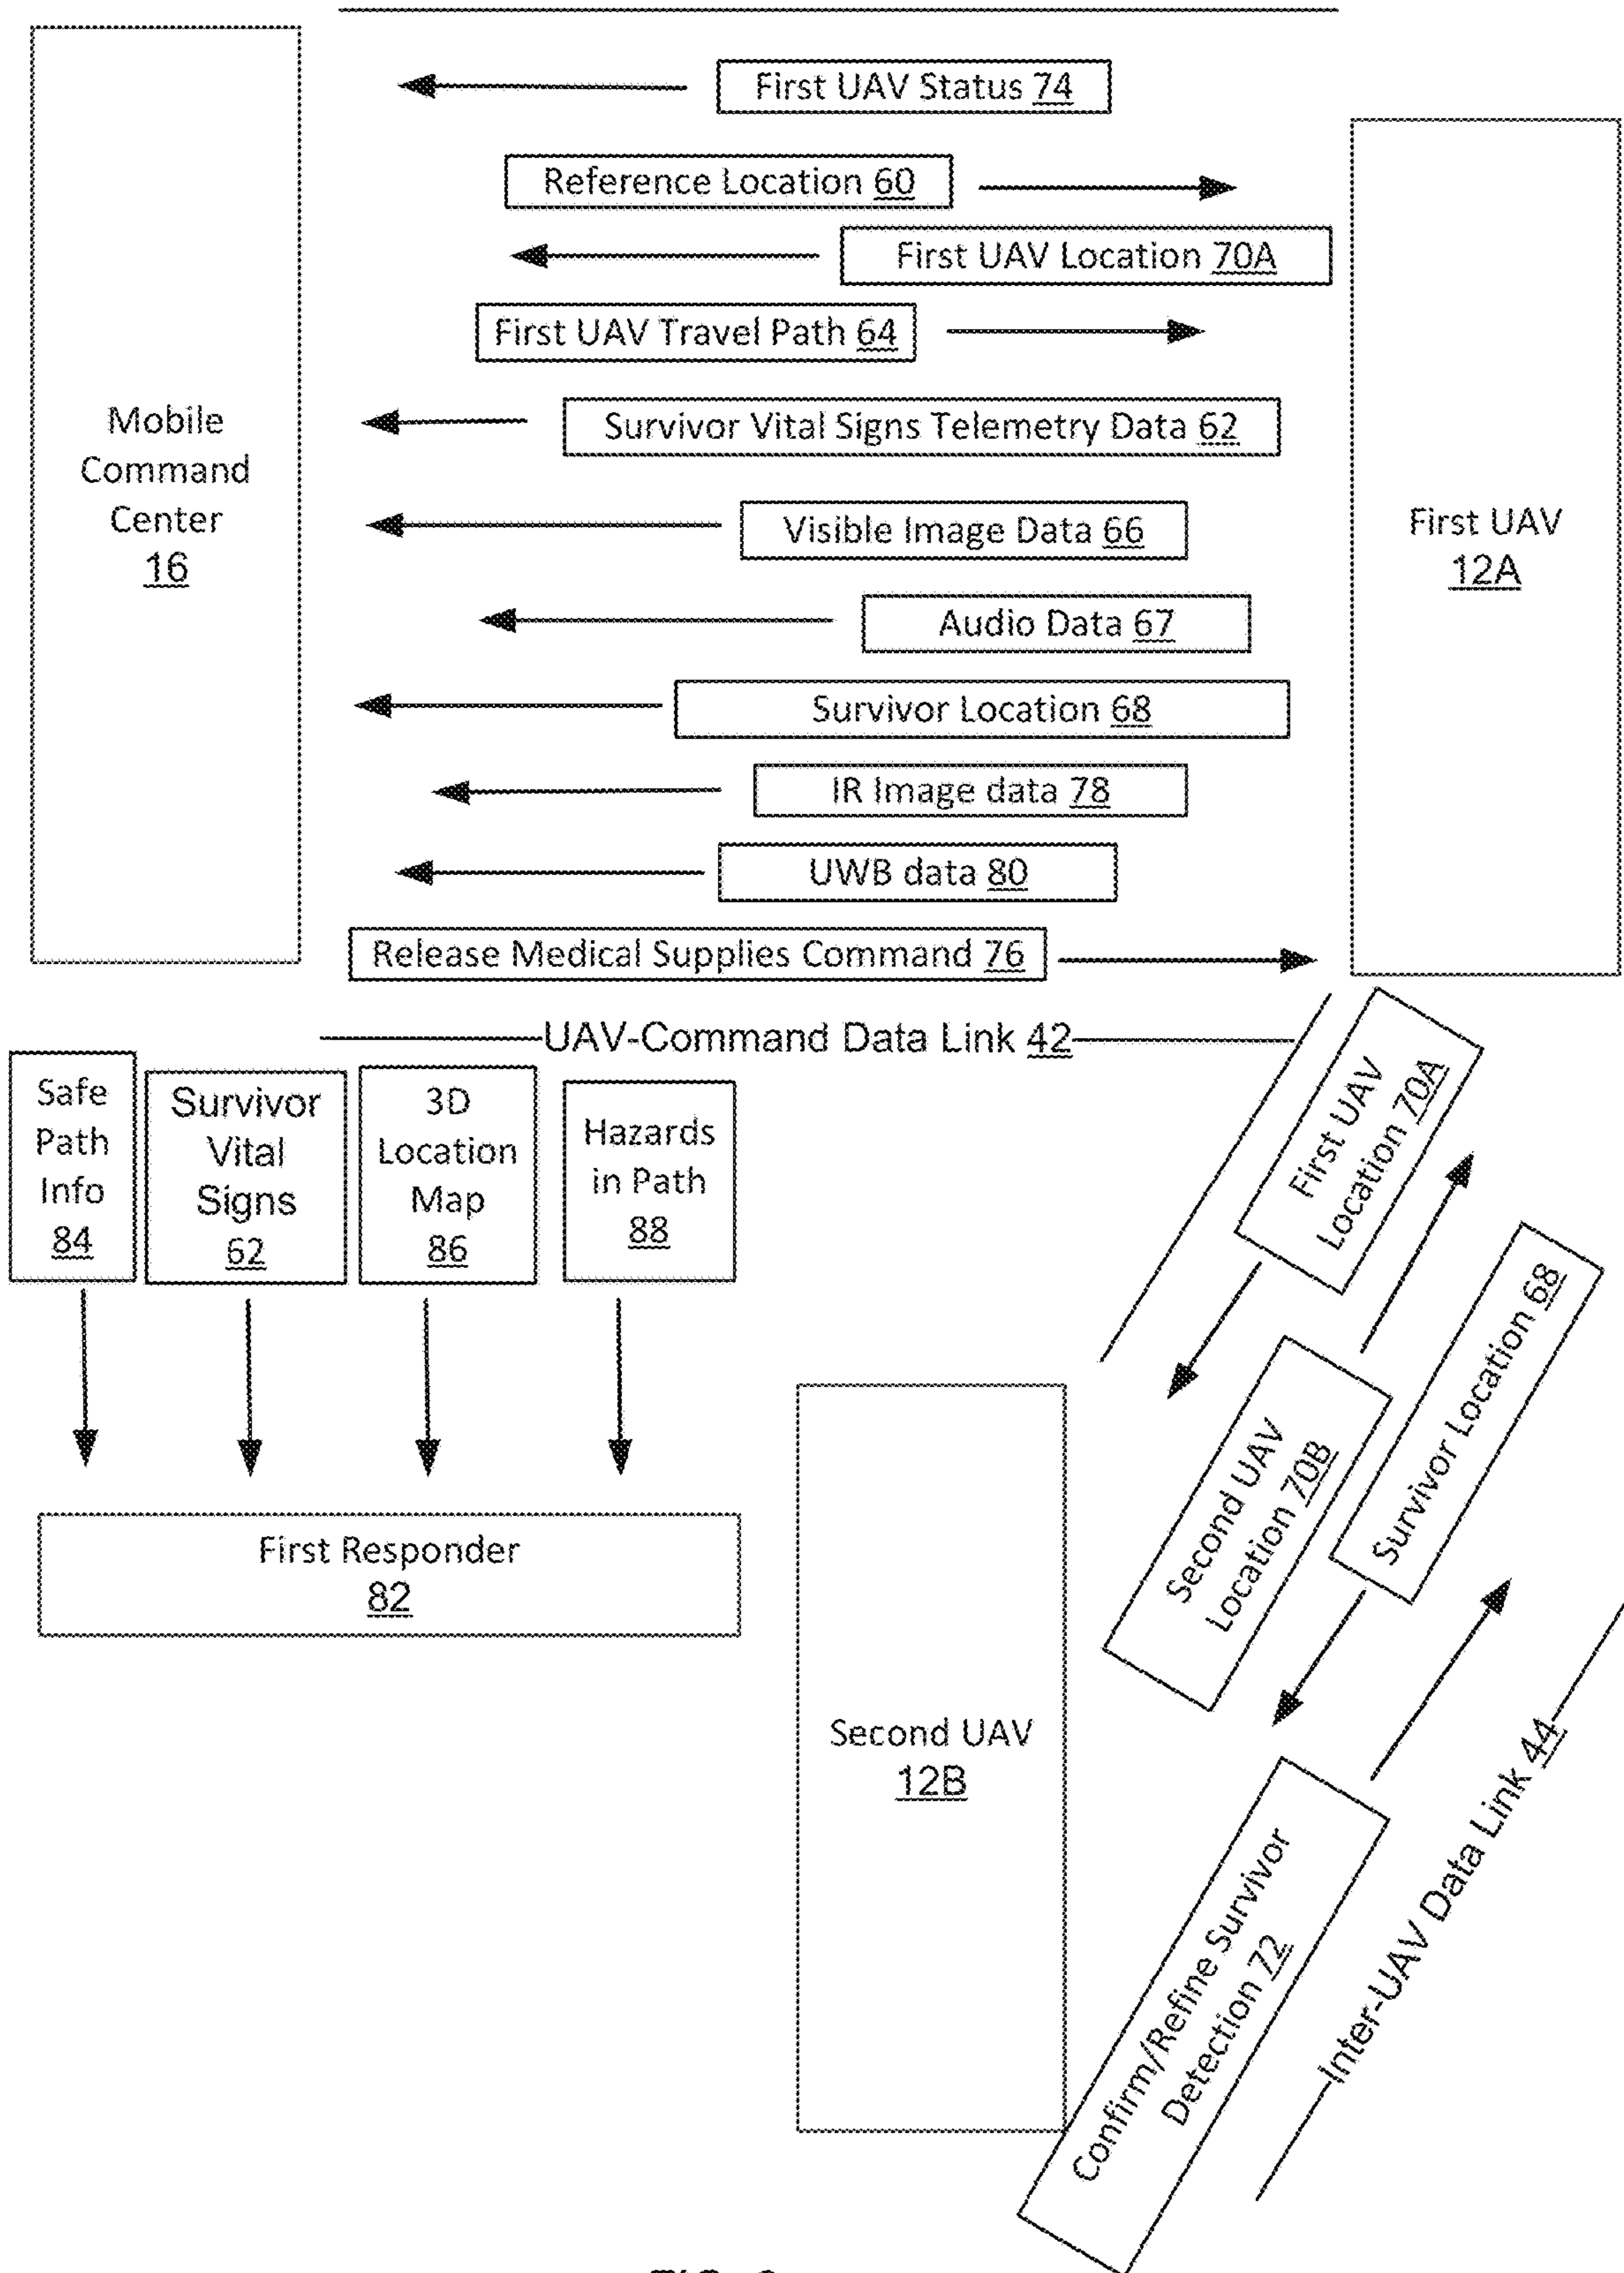 First UAV Status 74
Reference Location 60
First UAV Location 70A
First UAV Travel Path 64
Survivor Vital Signs Telemetry Data 62
Visible Image Data 66
Audio Data 67
Survivor Location 68
IR Image data 78
UWB data 80
Release Medical Supplies Command 76
Mobile
Command
Center
16
First UAV
12A
UAV-Command Data Link 42
Safe
Path
Info
84
Survivor
Vital
Signs
62
3D
Location
Map
86
Hazards
in Path
88
First Responder
82
First UAV
Location 70A
Second UAV
Location 70B
Survivor Location 68
Second UAV
12B
Confirm/Refine Survivor
Detection 72
Inter-UAV Data Link 44